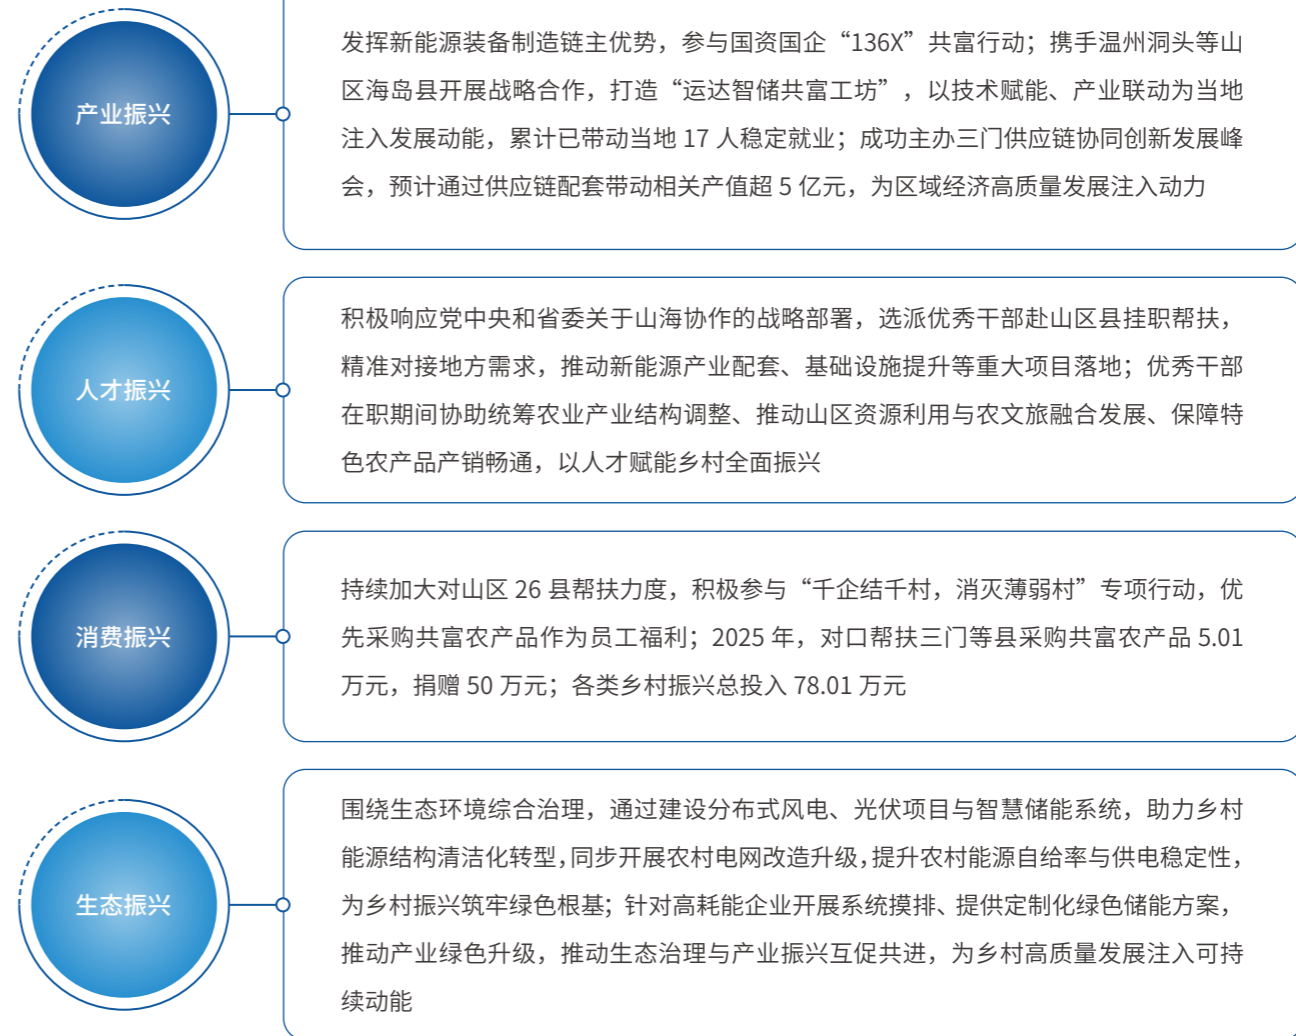 产业振兴
发挥新能源装备制造链主优势，参与国资国企“136X”共富行动；携手温州洞头等山
区海岛县开展战略合作，打造“运达智储共富工坊”，以技术赋能、产业联动为当地
注入发展动能，累计已带动当地 17 人稳定就业；成功主办三门供应链协同创新发展峰
会，预计通过供应链配套带动相关产值超 5 亿元，为区域经济高质量发展注入动力
人才振兴
积极响应党中央和省委关于山海协作的战略部署，选派优秀干部赴山区县挂职帮扶，
精准对接地方需求，推动新能源产业配套、基础设施提升等重大项目落地；优秀干部
在职期间协助统筹农业产业结构调整、推动山区资源利用与农文旅融合发展、保障特
色农产品产销畅通，以人才赋能乡村全面振兴
消费振兴
持续加大对山区 26 县帮扶力度，积极参与“千企结千村，消灭薄弱村”专项行动，优
先采购共富农产品作为员工福利；2025 年，对口帮扶三门等县采购共富农产品 5.01
万元，捐赠 50 万元；各类乡村振兴总投入 78.01 万元
生态振兴
围绕生态环境综合治理，通过建设分布式风电、光伏项目与智慧储能系统，助力乡村
能源结构清洁化转型，同步开展农村电网改造升级，提升农村能源自给率与供电稳定性，
为乡村振兴筑牢绿色根基；针对高耗能企业开展系统摸排、提供定制化绿色储能方案，
推动产业绿色升级，推动生态治理与产业振兴互促共进，为乡村高质量发展注入可持
续动能